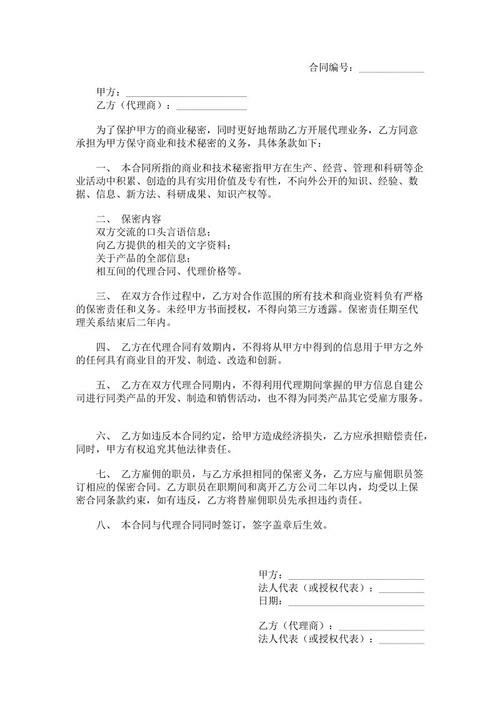 合同编号：_____________
甲方：__________________
乙方（代理商）：______________
为了保护甲方的商业秘密，同时更好地帮助乙方开展代理业务，乙方同意
承担为甲方保守商业和技术秘密的义务，具体条款如下：
一、 本合同所指的商业和技术秘密指甲方在生产、经营、管理和科研等企
业活动中积累、创造的具有实用价值及专有性，不向外公开的知识、经验、数
据、信息、新方法、科研成果、知识产权等。
二、 保密内容
双方交流的口头言语信息；
向乙方提供的相关的文字资料；
关于产品的全部信息；
相互间的代理合同、代理价格等。
三、 在双方合作过程中，乙方对合作范围的所有技术和商业资料负有严格
的保密责任和义务。未经甲方书面授权，不得向第三方透露。保密责任期至代
理关系结束后二年内。
四、 乙方在代理合同有效期内，不得将从甲方中得到的信息用于甲方之外
的任何具有商业目的开发、制造、改造和创新。
五、 乙方在双方代理合同期内，不得利用代理期间掌握的甲方信息自建公
司进行同类产品的开发、制造和销售活动，也不得为同类产品其它受雇方服务。
六、 乙方如违反本合同约定，给甲方造成经济损失，乙方应承担赔偿责任，
同时，甲方有权追究其他法律责任。
七、 乙方雇佣的职员，与乙方承担相同的保密义务，乙方应与雇佣职员签
订相应的保密合同。乙方职员在职期间和离开乙方公司二年以内，均受以上保
密合同条款约束，如有违反，乙方将替雇佣职员先承担违约责任。
八、 本合同与代理合同同时签订，签字盖章后生效。
甲方：___________________________
法人代表（或授权代表）：_________
日期：___________________________
乙方（代理商）：_________________
法人代表（或授权代表）：_________